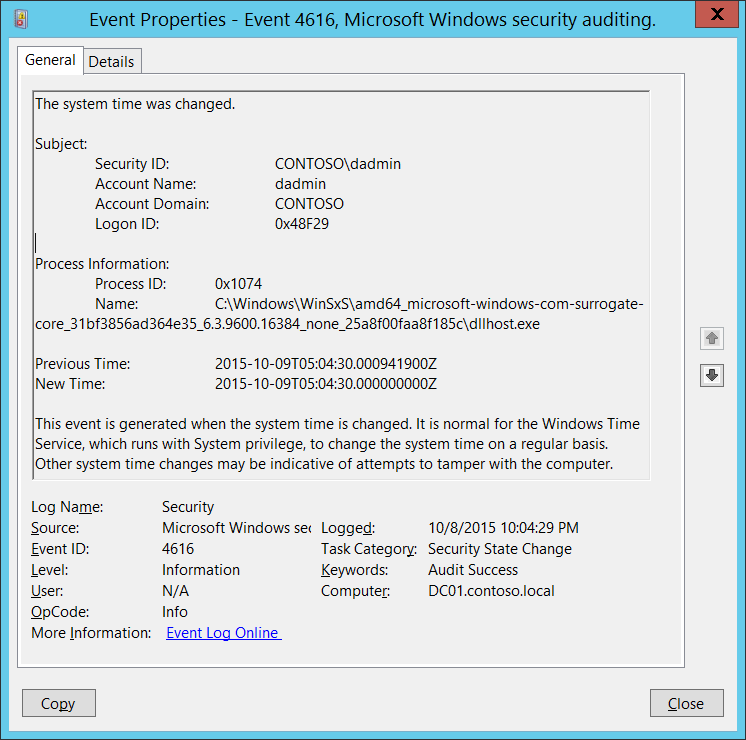 Event Properties - Event 4616, Microsoft Windows security auditing.
X
General Details
The system time was changed.
Subject:
Security ID: CONTOSO\dadmin
Account Name: dadmin
Account Domain: CONTOSO
Logon ID: 0x48F29
Process Information:
Process ID: 0x1074
Name: C:\Windows\WinSxS\amd64_microsoft-windows-com-surrogate-
core_31bf3856ad364e35_6.3.9600.16384_none_25a8f00faa8f185c\dllhost.exe
Previous Time: 2015-10-09T05:04:30.000941900Z
New Time: 2015-10-09T05:04:30.000000000Z
This event is generated when the system time is changed. It is normal for the Windows Time
Service, which runs with System privilege, to change the system time on a regular basis.
Other system time changes may be indicative of attempts to tamper with the computer.
Log Name: Security
Source: Microsoft Windows sec Logged: 10/8/2015 10:04:29 PM
Event ID: 4616 Task Category: Security State Change
Level: Information Keywords: Audit Success
User: N/A Computer: DC01.contoso.local
OpCode: Info
More Information: Event Log Online
Copy Close